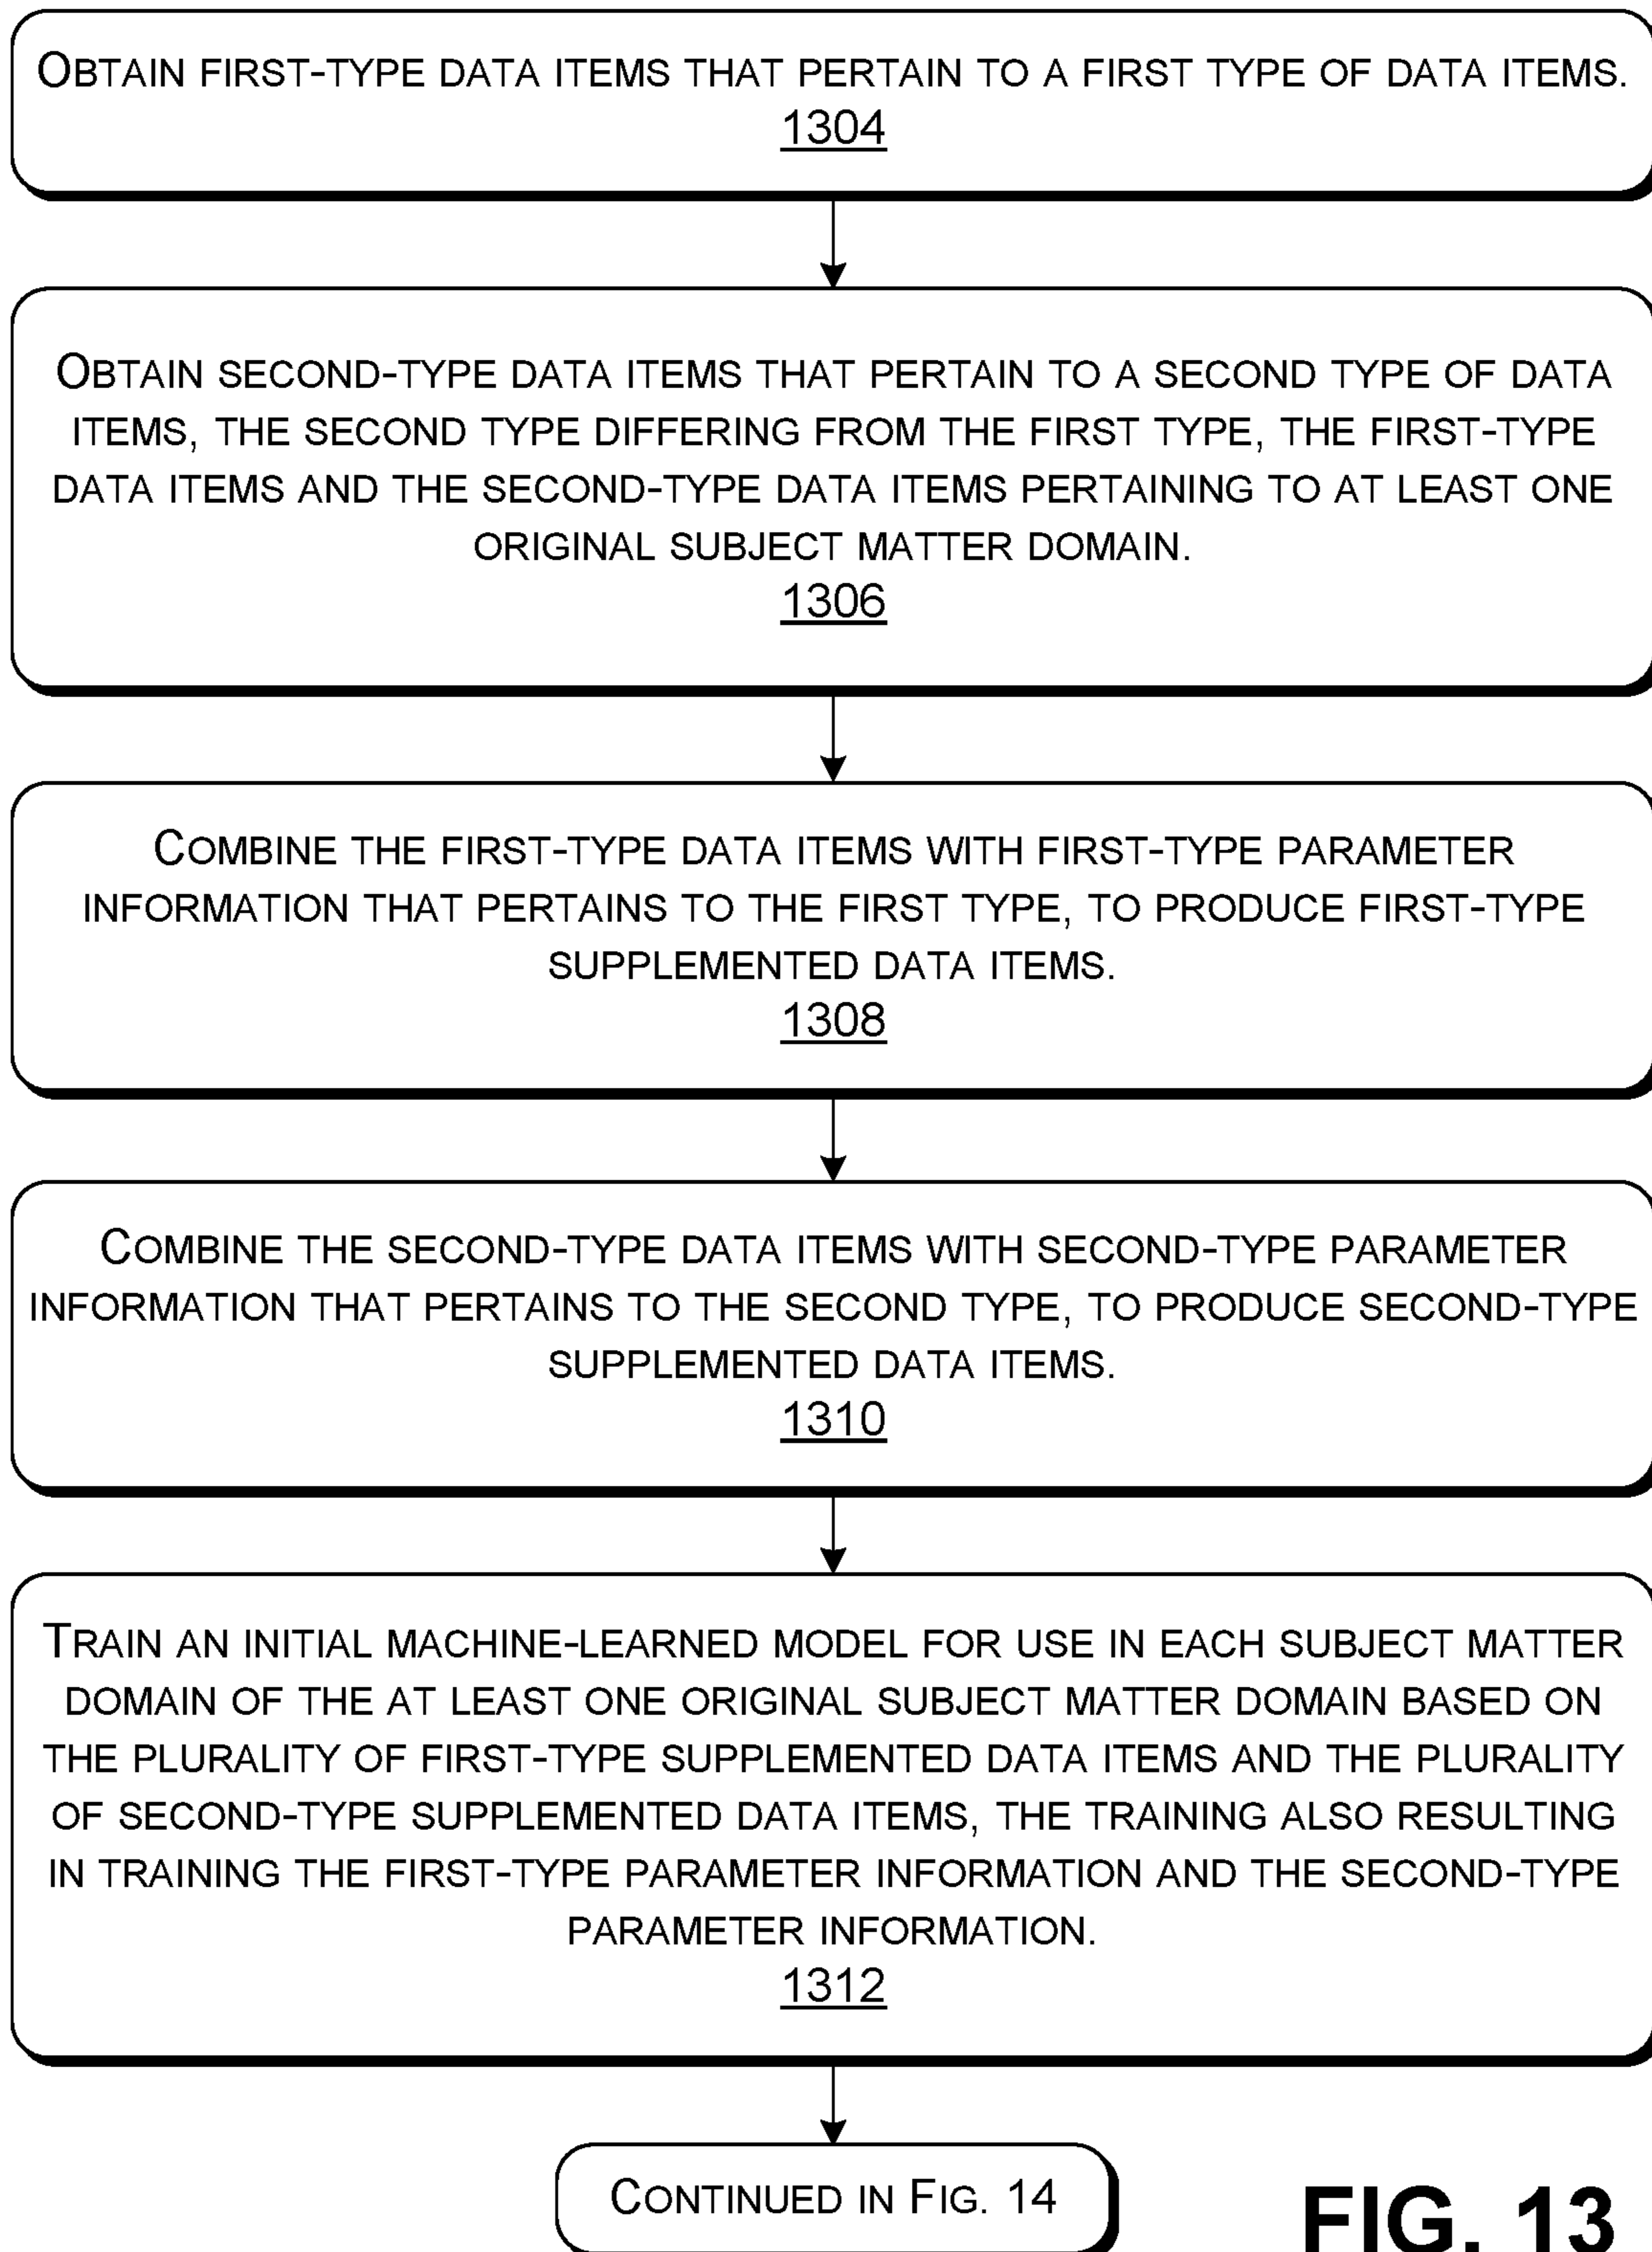 OBTAIN FIRST-TYPE DATA ITEMS THAT PERTAIN TO A FIRST TYPE OF DATA ITEMS.
1304
OBTAIN SECOND-TYPE DATA ITEMS THAT PERTAIN TO A SECOND TYPE OF DATA
ITEMS, THE SECOND TYPE DIFFERING FROM THE FIRST TYPE, THE FIRST-TYPE
DATA ITEMS AND THE SECOND-TYPE DATA ITEMS PERTAINING TO AT LEAST ONE
ORIGINAL SUBJECT MATTER DOMAIN.
1306
COMBINE THE FIRST-TYPE DATA ITEMS WITH FIRST-TYPE PARAMETER
INFORMATION THAT PERTAINS TO THE FIRST TYPE, TO PRODUCE FIRST-TYPE
SUPPLEMENTED DATA ITEMS.
1308
COMBINE THE SECOND-TYPE DATA ITEMS WITH SECOND-TYPE PARAMETER
INFORMATION THAT PERTAINS TO THE SECOND TYPE, TO PRODUCE SECOND-TYPE
SUPPLEMENTED DATA ITEMS.
1310
TRAIN AN INITIAL MACHINE-LEARNED MODEL FOR USE IN EACH SUBJECT MATTER
DOMAIN OF THE AT LEAST ONE ORIGINAL SUBJECT MATTER DOMAIN BASED ON
THE PLURALITY OF FIRST-TYPE SUPPLEMENTED DATA ITEMS AND THE PLURALITY
OF SECOND-TYPE SUPPLEMENTED DATA ITEMS, THE TRAINING ALSO RESULTING
IN TRAINING THE FIRST-TYPE PARAMETER INFORMATION AND THE SECOND-TYPE
PARAMETER INFORMATION.
1312
CONTINUED IN FIG. 14
FIG. 13